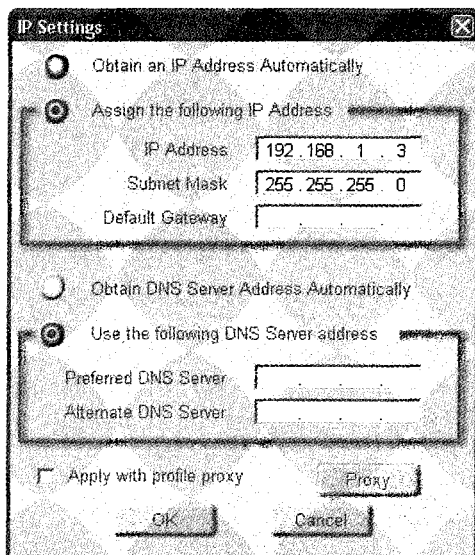 IP Settings
Obtain an IP Address Automatically
Assign the following IP Address
IP Address 192 . 168 . 1 . 3
Subnet Mask 255 . 255 . 255 . 0
Default Gateway . . .
Obtain DNS Server Address Automatically
Use the following DNS Server address
Preferred DNS Server . . .
Alternate DNS Server . . .
Apply with profile proxy Proxy
OK Cancel